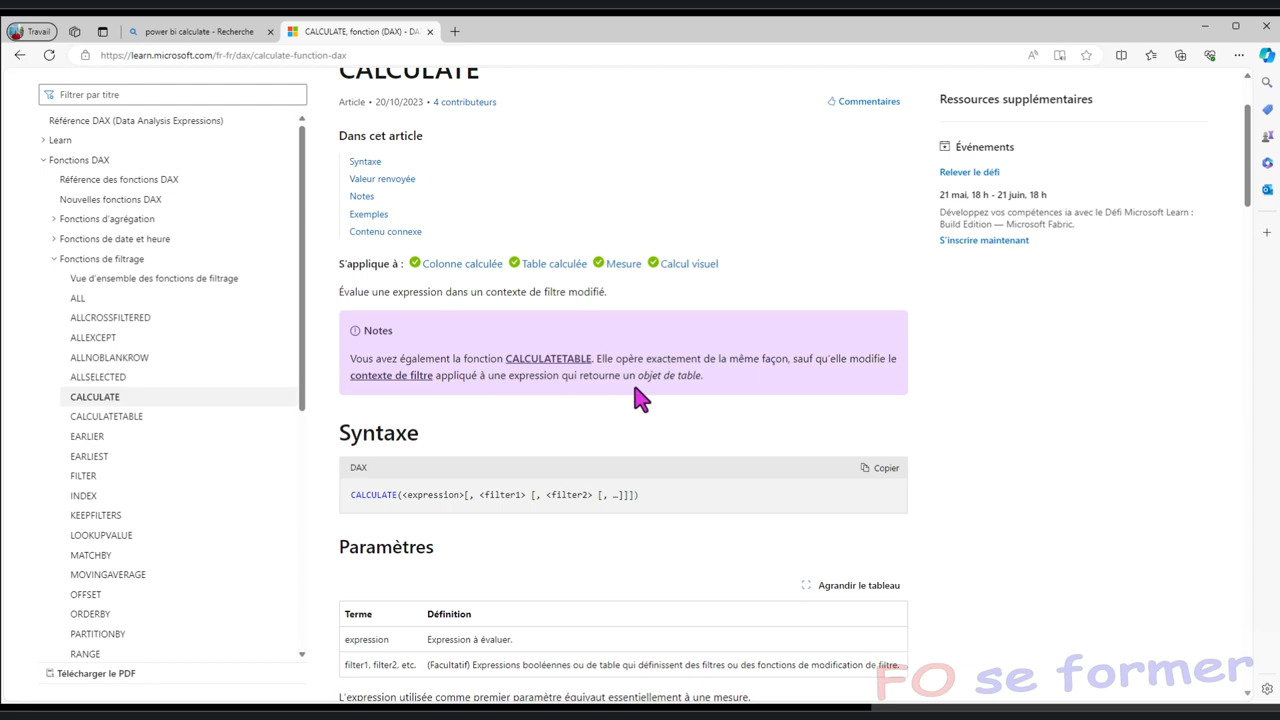 Travail
power bi calculate - Recherche
CALCULATE, fonction (DAX) - DA
https://learn.microsoft.com/fr-fr/dax/calculate-function-dax
Filtrer par titre
Référence DAX (Data Analysis Expressions)
Learn
Fonctions DAX
Référence des fonctions DAX
Nouvelles fonctions DAX
Fonctions d'agrégation
Fonctions de date et heure
Fonctions de filtrage
Vue d'ensemble des fonctions de filtrage
ALL
ALLCROSSFILTERED
ALLEXCEPT
ALLNOBLANKROW
ALLSELECTED
CALCULATE
CALCULATETABLE
EARLIER
EARLIEST
FILTER
INDEX
KEEPFILTERS
LOOKUPVALUE
MATCHBY
MOVINGAVERAGE
OFFSET
ORDERBY
PARTITIONBY
RANGE
Télécharger le PDF
CALCULATE
Article • 20/10/2023 • 4 contributeurs
Commentaires
Dans cet article
Syntaxe
Valeur renvoyée
Notes
Exemples
Contenu connexe
S'applique à : Colonne calculée Table calculée Mesure Calcul visuel
Évalue une expression dans un contexte de filtre modifié.
Notes
Vous avez également la fonction CALCULATETABLE. Elle opère exactement de la même façon, sauf qu'elle modifie le
contexte de filtre appliqué à une expression qui retourne un objet de table.
Syntaxe
DAX
Copier
CALCULATE(<expression>[, <filter1> [, <filter2> [, …]]])
Paramètres
Agrandir le tableau
Terme Définition
expression Expression à évaluer.
filter1, filter2, etc. (Facultatif) Expressions booléennes ou de table qui définissent des filtres ou des fonctions de modification de filtre.
L'expression utilisée comme premier paramètre équivaut essentiellement à une mesure.
Ressources supplémentaires
Événements
Relever le défi
21 mai, 18 h - 21 juin, 18 h
Développez vos compétences ia avec le Défi Microsoft Learn :
Build Edition — Microsoft Fabric.
S'inscrire maintenant
FO se former